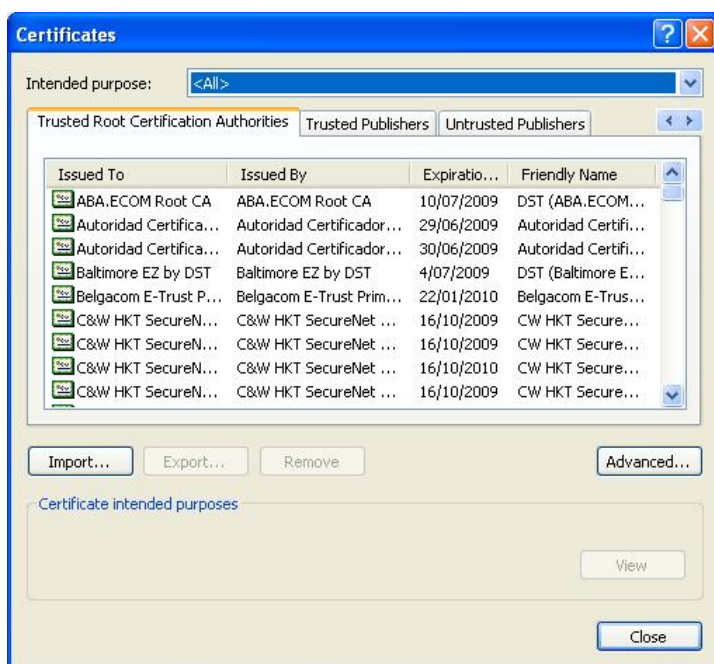 Certificates
Intended purpose: <All>
Trusted Root Certification Authorities Trusted Publishers Untrusted Publishers
Issued To Issued By Expiratio... Friendly Name
ABA.ECOM Root CA ABA.ECOM Root CA 10/07/2009 DST (ABA.ECOM...
Autoridad Certifica... Autoridad Certificador... 29/06/2009 Autoridad Certifi...
Autoridad Certifica... Autoridad Certificador... 30/06/2009 Autoridad Certifi...
Baltimore EZ by DST Baltimore EZ by DST 4/07/2009 DST (Baltimore E...
Belgacom E-Trust P... Belgacom E-Trust Prim... 22/01/2010 Belgacom E-Trus...
C&W HKT SecureN... C&W HKT SecureNet ... 16/10/2009 CW HKT Secure...
C&W HKT SecureN... C&W HKT SecureNet ... 16/10/2009 CW HKT Secure...
C&W HKT SecureN... C&W HKT SecureNet ... 16/10/2010 CW HKT Secure...
C&W HKT SecureN... C&W HKT SecureNet ... 16/10/2009 CW HKT Secure...
Import... Export... Remove Advanced...
Certificate intended purposes
View
Close